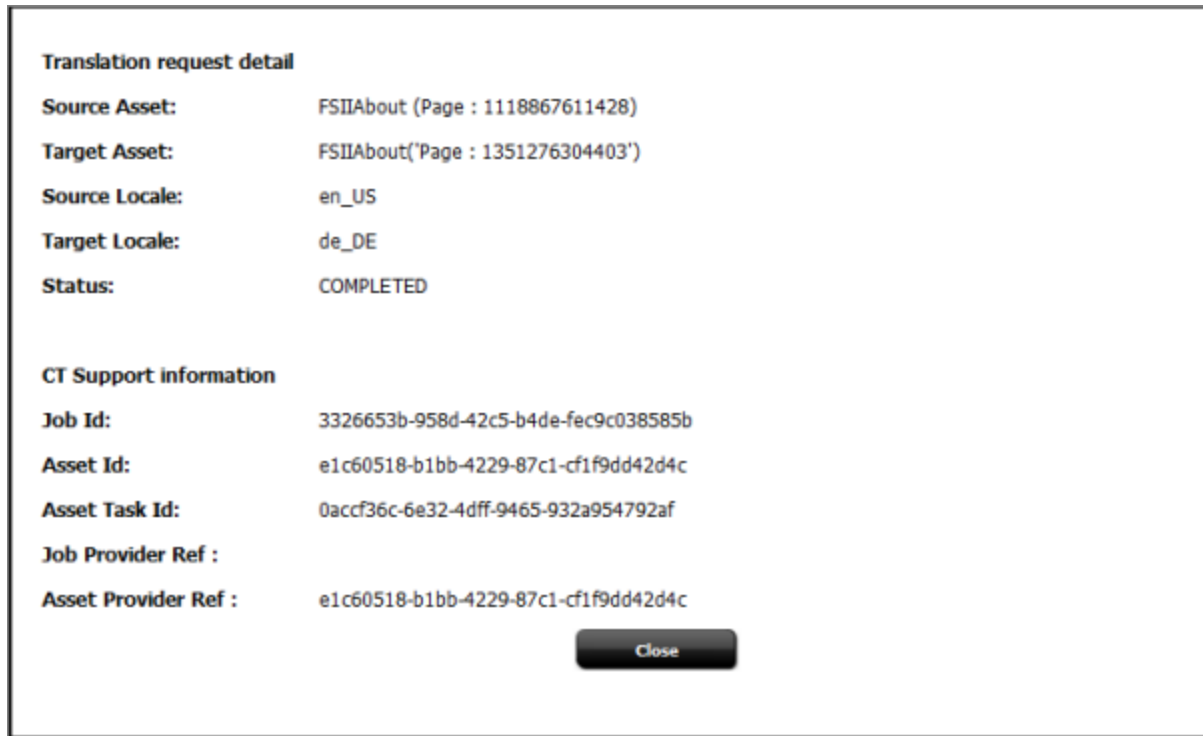 Translation request detail
Source Asset: FSIIAbout (Page : 1118867611428)
Target Asset: FSIIAbout('Page : 1351276304403')
Source Locale: en_US
Target Locale: de_DE
Status: COMPLETED
CT Support information
Job Id: 3326653b-958d-42c5-b4de-fec9c038585b
Asset Id: e1c60518-b1bb-4229-87c1-cf1f9dd42d4c
Asset Task Id: 0accf36c-6e32-4dff-9465-932a954792af
Job Provider Ref :
Asset Provider Ref : e1c60518-b1bb-4229-87c1-cf1f9dd42d4c
Close